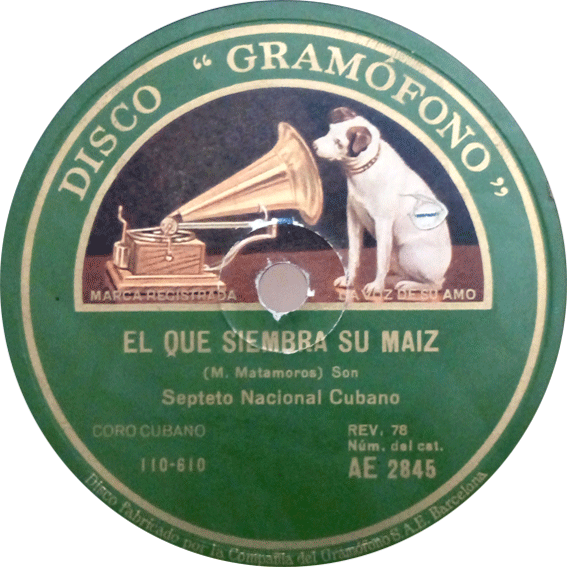 DISCO “GRAMÓFONO”
MARCA REGISTRADA
LA VOZ DE SU AMO
EL QUE SIEMBRA SU MAIZ
(M. Matamoros) Son
Septeto Nacional Cubano
CORO CUBANO
REV. 78
Núm. del cat.
110-610
AE 2845
Disco fabricado por la Compañía del Gramófono S.A.E. Barcelona